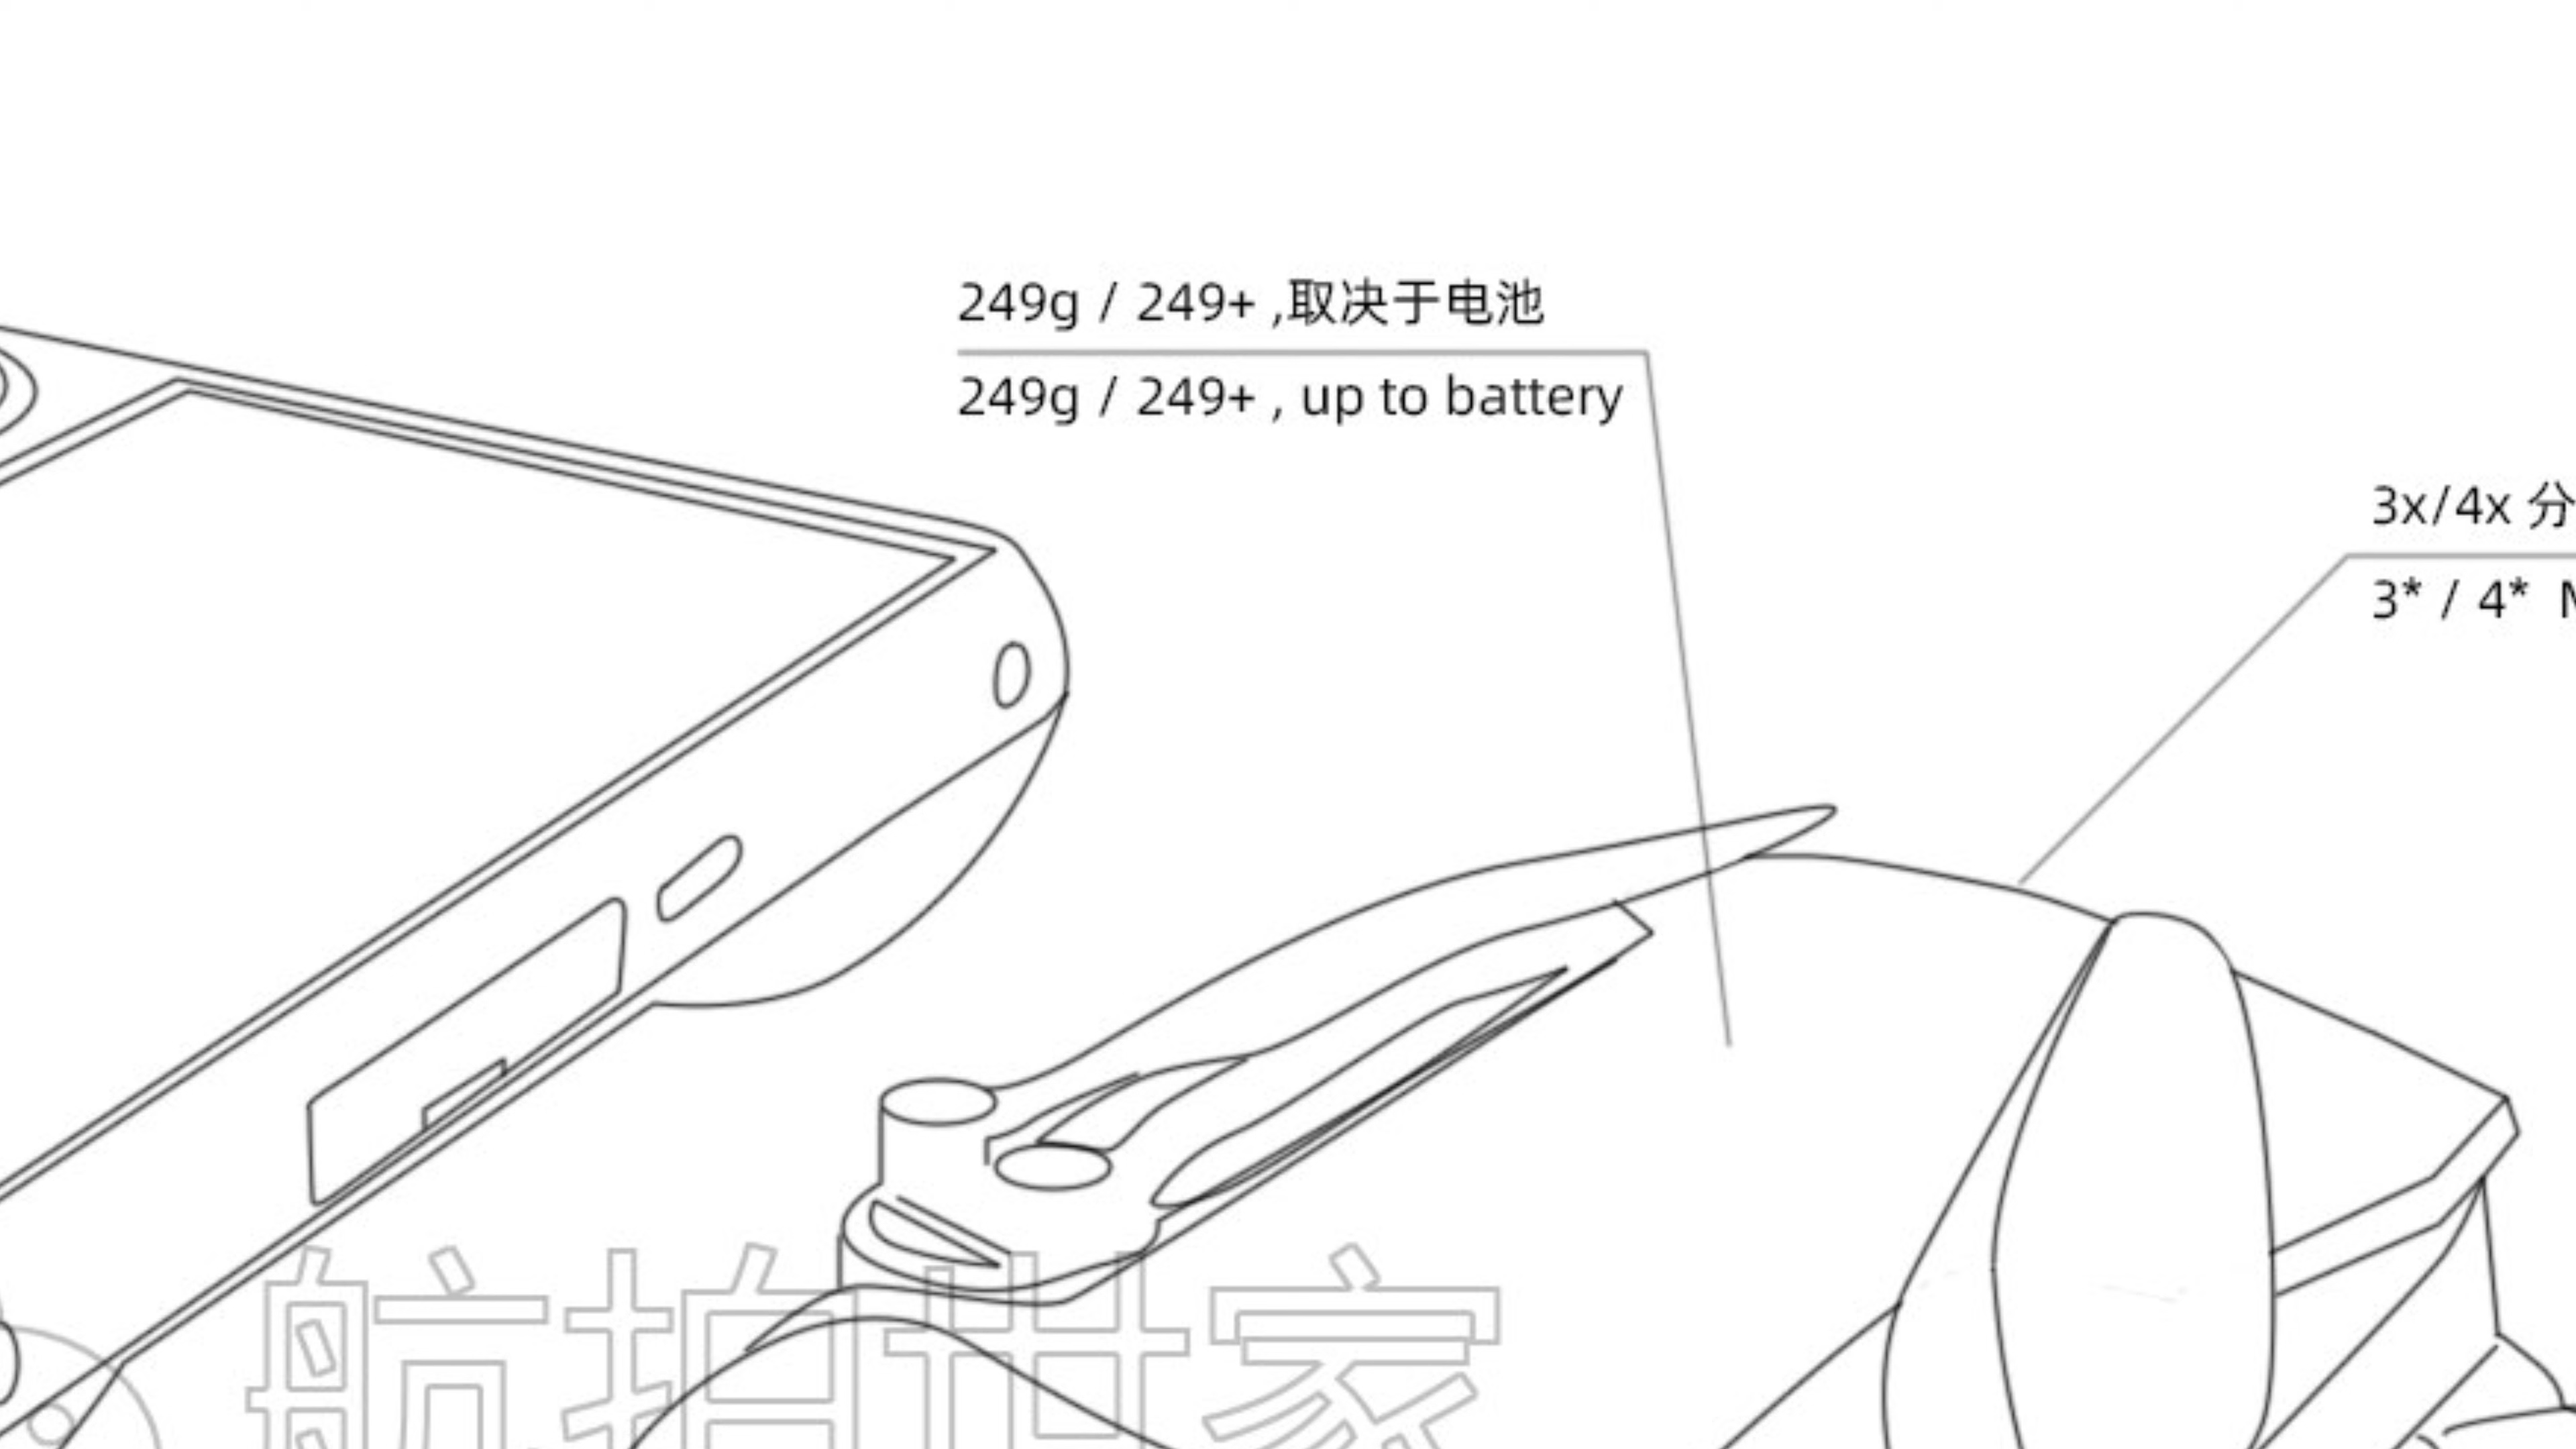 249g / 249+ ,取决于电池
249g / 249+ , up to battery
3x/4x 分
3* / 4*
航拍世家